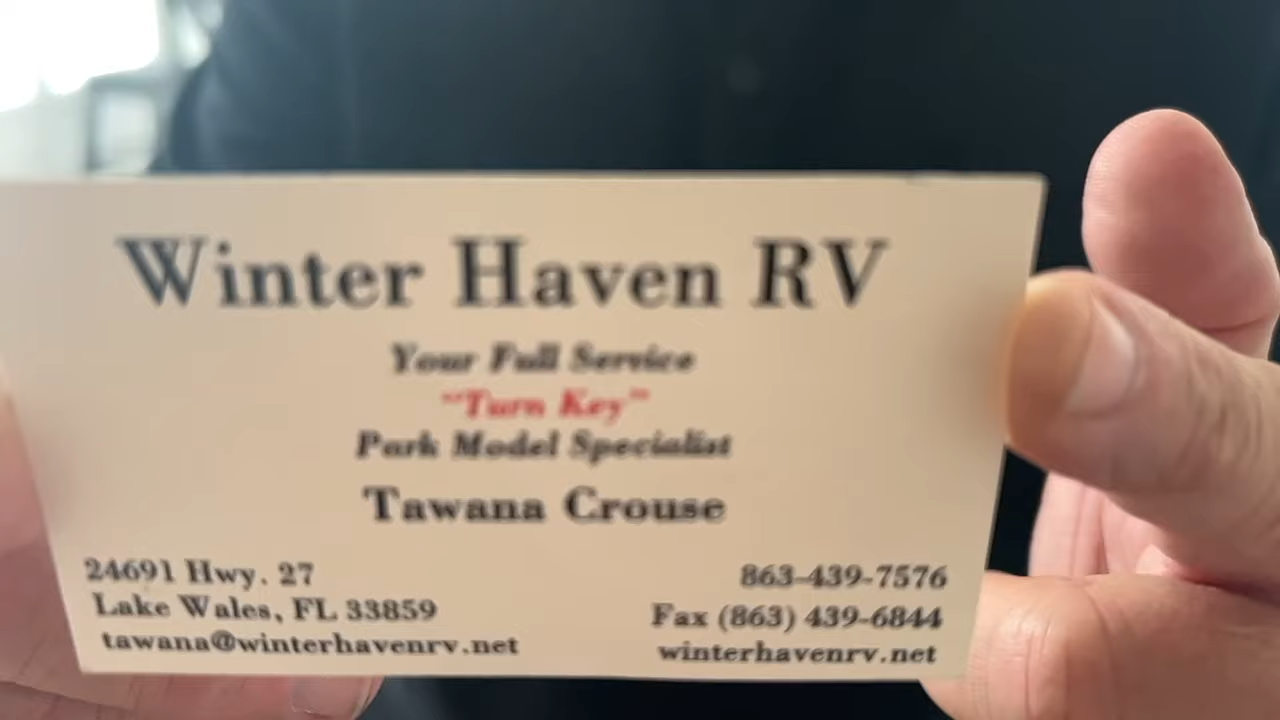 Winter Haven RV
Your Full Service
"Turn Key"
Park Model Specialist
Tawana Crouse
24691 Hwy. 27
Lake Wales, FL 33859
tawana@winterhavenrv.net
863-439-7576
Fax (863) 439-6844
winterhavenrv.net